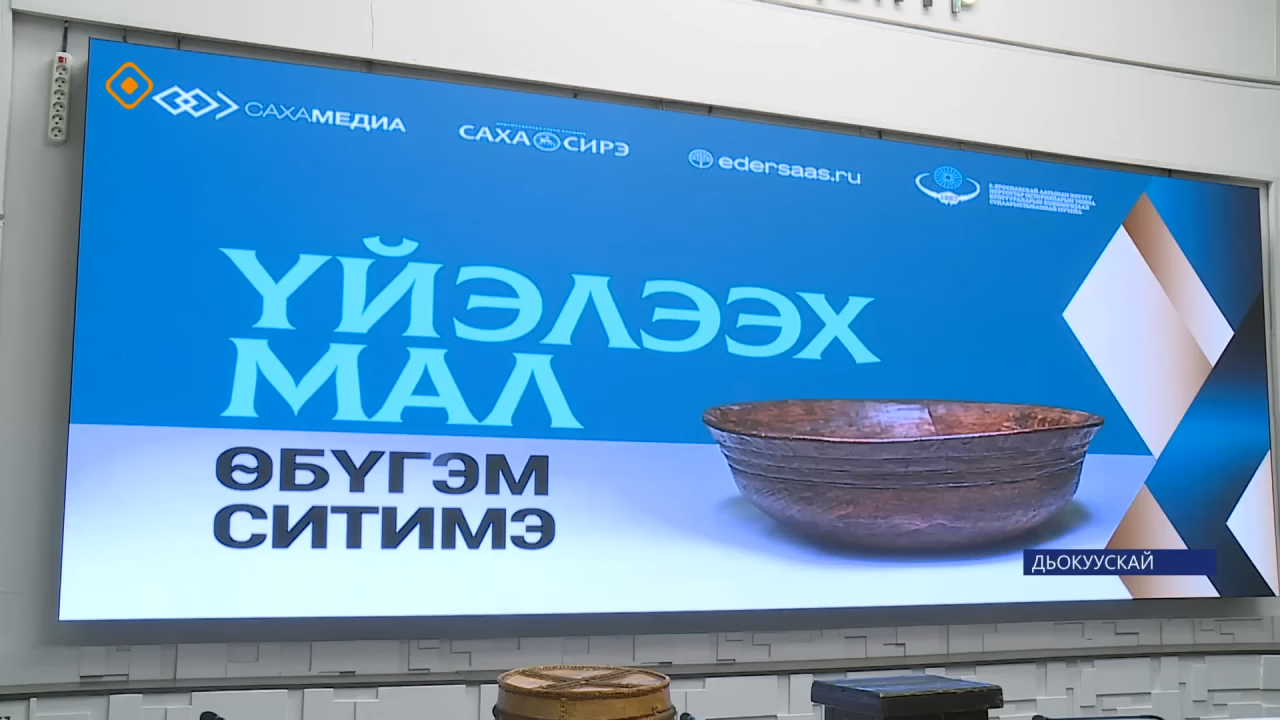 САХАМЕДИА
САХА СИРЭ
edersaas.ru
ҮЙЭЛЭЭХ
МАЛ
ӨБҮГЭМ
СИТИМЭ
ДЬОКУУСКАЙ